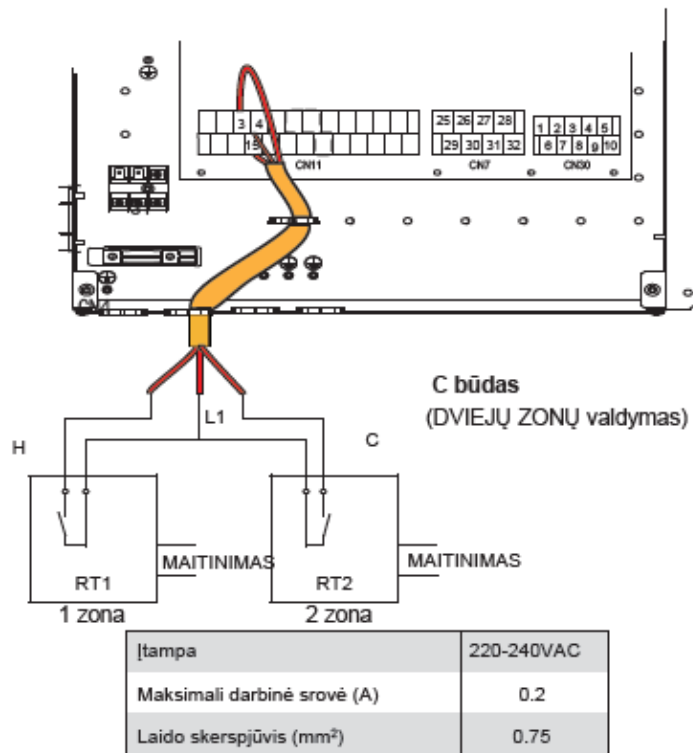 3 4
15
CN11
25 26 27 28
29 30 31 32
CN7
1 2 3 4 5
6 7 8 9 10
CN30
C būdas
(DVIEJŲ ZONŲ valdymas)
H
L1
C
RT1
MAITINIMAS
RT2
MAITINIMAS
1 zona
2 zona
Įtampa 220-240VAC
Maksimali darbinė srovė (A) 0.2
Laido skerspjūvis (mm²) 0.75